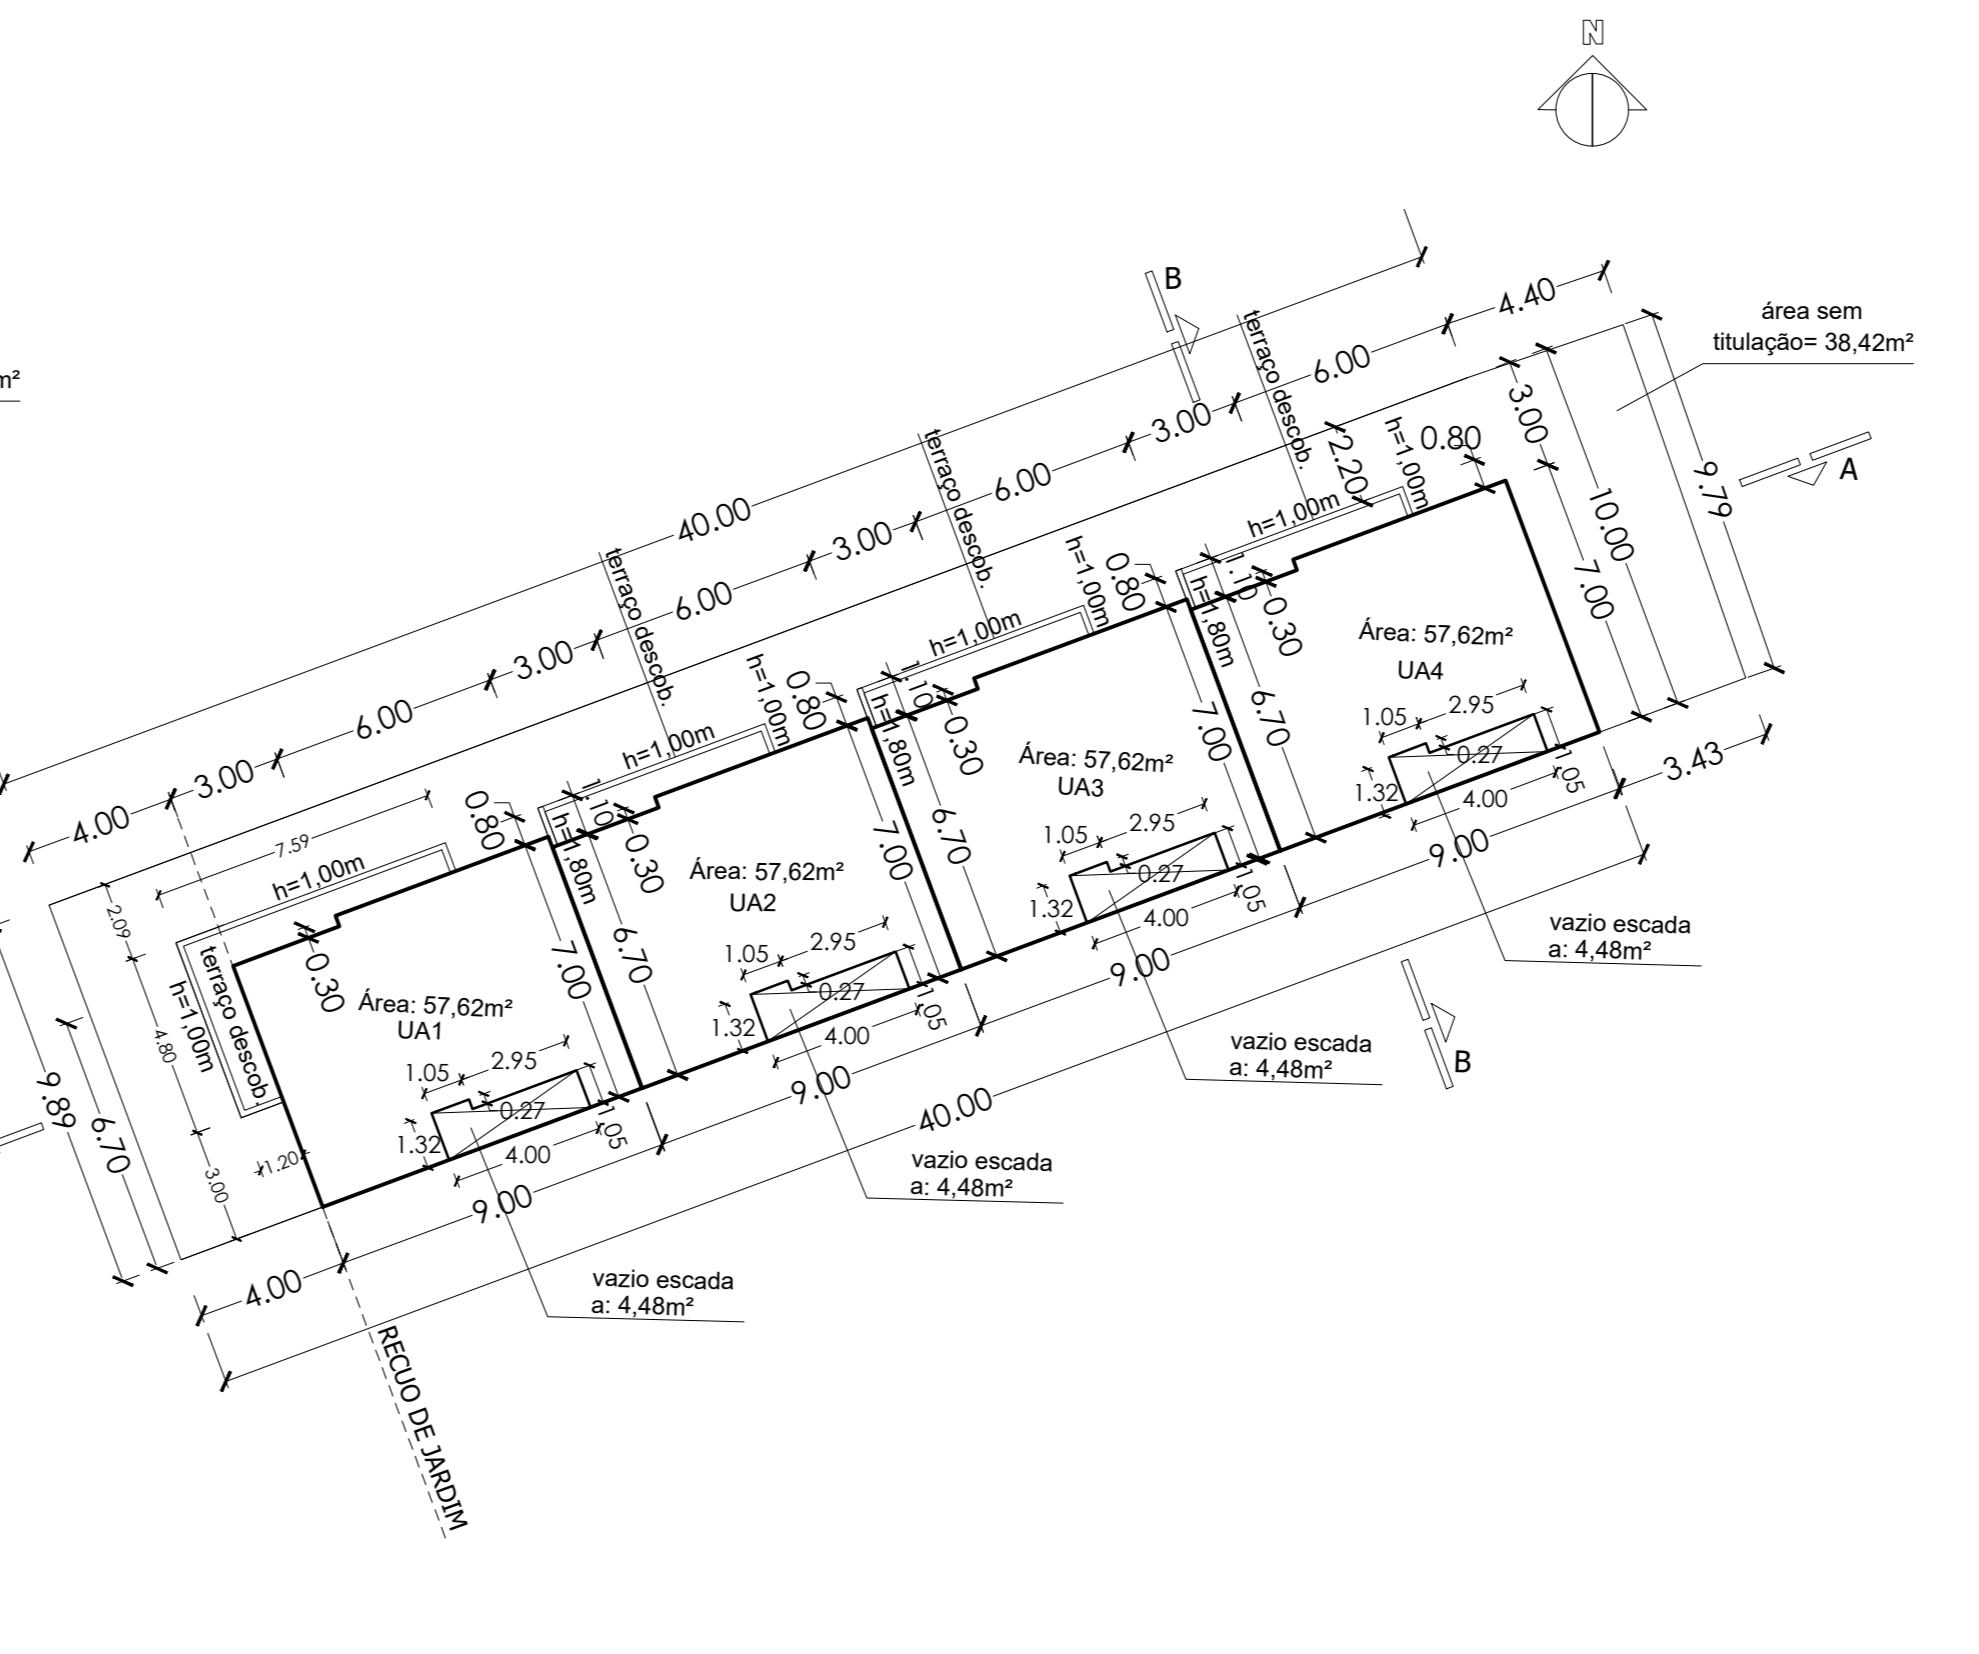 N
B
4.40
área sem
titulação= 38,42m²
m²
6.00
3.00
40.00
6.00
3.00
6.00
3.00
6.00
3.00
4.00
terraço descob.
terraço descob.
terraço descob.
2.20
h=1,00m
0.80
3.00
10.00
7.00
9.79
A
h=1,00m
1.10
h=1,80m
0.30
6.70
Área: 57,62m²
UA4
1.05
2.95
0.27
1.32
4.00
1.05
3.43
9.00
vazio escada
a: 4,48m²
h=1,00m
0.80
h=1,00m
1.10
h=1,80m
0.30
6.70
7.00
Área: 57,62m²
UA3
1.05
2.95
0.27
1.32
4.00
1.05
9.00
vazio escada
a: 4,48m²
B
h=1,00m
0.80
h=1,00m
1.10
h=1,80m
0.30
6.70
7.00
Área: 57,62m²
UA2
1.05
2.95
0.27
1.32
4.00
1.05
9.00
40.00
vazio escada
a: 4,48m²
7.59
h=1,00m
0.80
2.09
terraço descob.
h=1,00m
4.80
0.30
7.00
Área: 57,62m²
UA1
1.05
2.95
0.27
1.32
4.00
1.05
9.89
6.70
3.00
1.20
9.00
4.00
vazio escada
a: 4,48m²
RECUO DE JARDIM